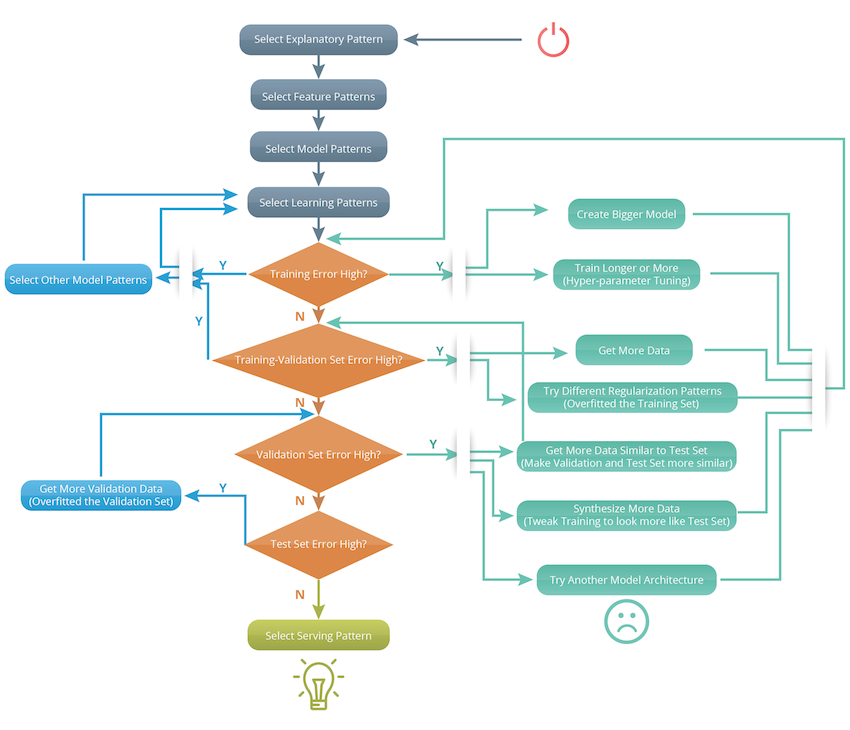 Select Explanatory Pattern
Select Feature Patterns
Select Model Patterns
Select Learning Patterns
Create Bigger Model
Y
Y
Training Error High?
Train Longer or More
(Hyper-parameter Tuning)
Select Other Model Patterns
N
Y
Y
Training-Validation Set Error High?
Get More Data
Try Different Regularization Patterns
(Overfitted the Training Set)
N
Y
Validation Set Error High?
Get More Data Similar to Test Set
(Make Validation and Test Set more similar)
Get More Validation Data
(Overfitted the Validation Set)
Y
N
Synthesize More Data
(Tweak Training to look more like Test Set)
Test Set Error High?
Try Another Model Architecture
N
Select Serving Pattern